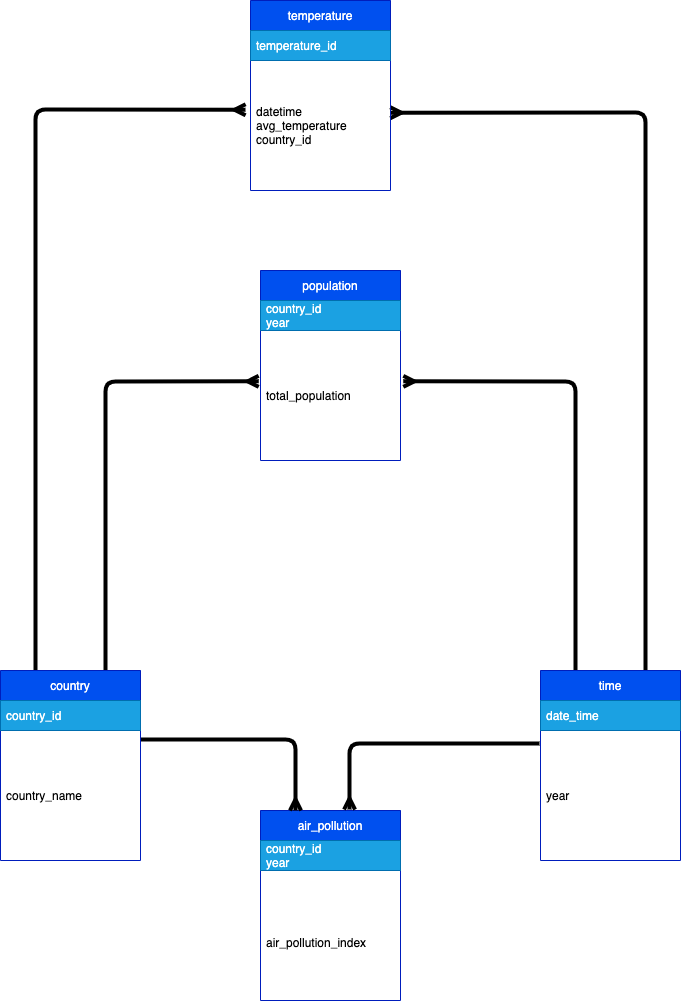 temperature
temperature_id
datetime
avg_temperature
country_id
population
country_id
year
total_population
country
country_id
country_name
time
date_time
year
air_pollution
country_id
year
air_pollution_index